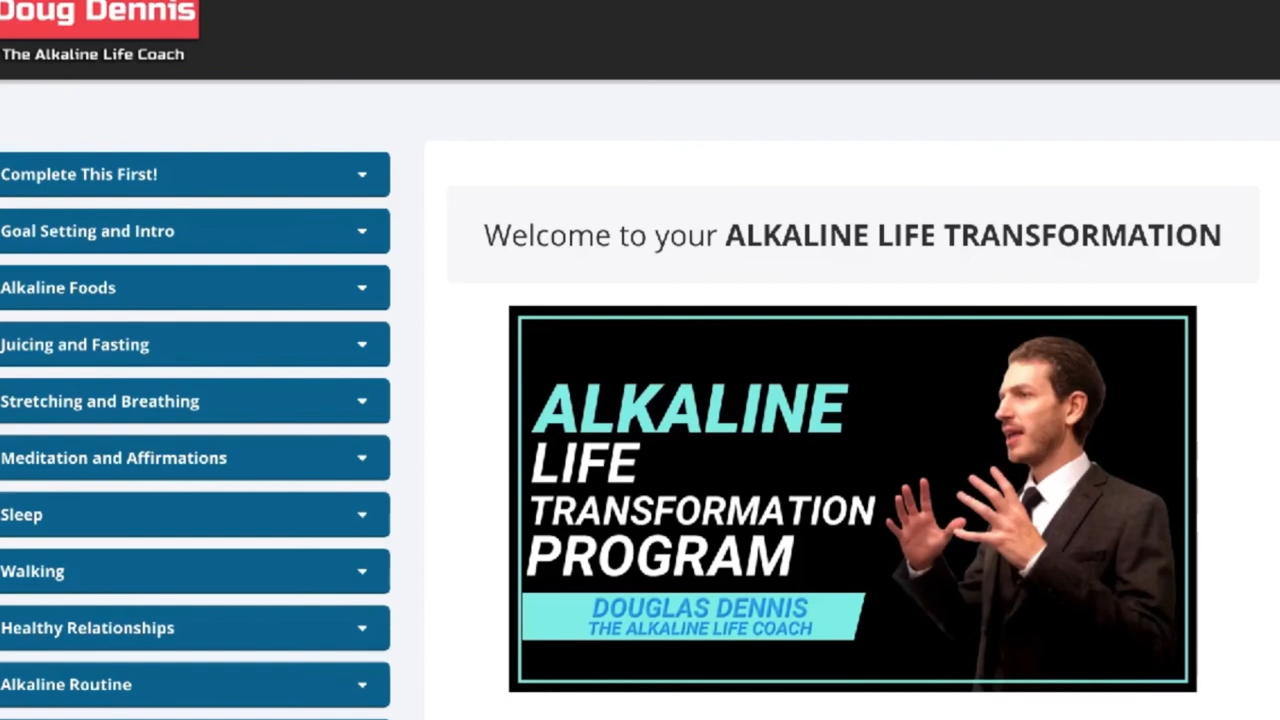 Doug Dennis
The Alkaline Life Coach
Complete This First!
Goal Setting and Intro
Alkaline Foods
Juicing and Fasting
Stretching and Breathing
Meditation and Affirmations
Sleep
Walking
Healthy Relationships
Alkaline Routine
Welcome to your ALKALINE LIFE TRANSFORMATION
ALKALINE
LIFE
TRANSFORMATION
PROGRAM
DOUGLAS DENNIS
THE ALKALINE LIFE COACH